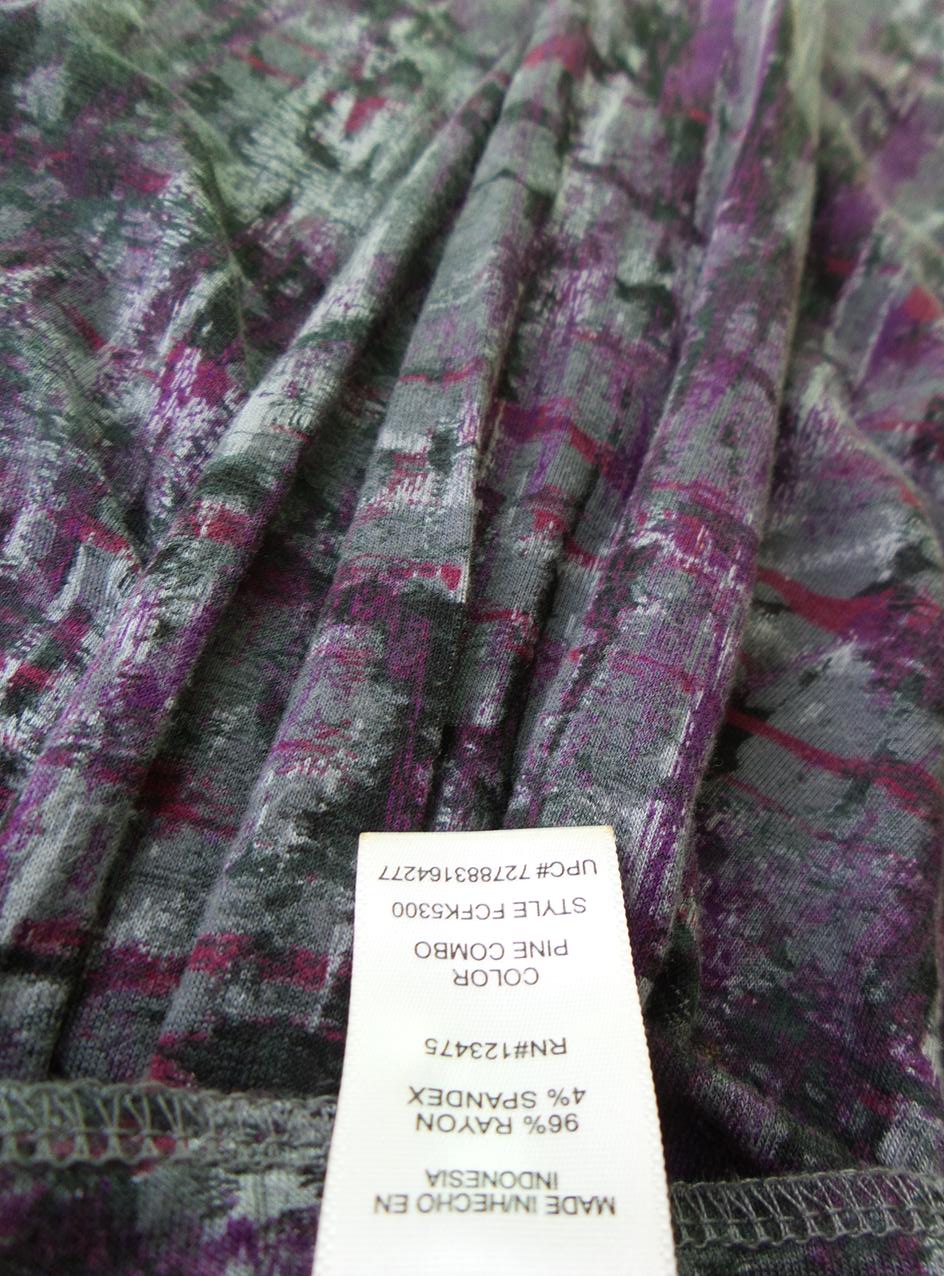 MADE IN/HECHO EN
INDONESIA
96% RAYON
4% SPANDEX
RN#123475
COLOR
PINE COMBO
STYLE FCFK5300
UPC# 727883164277